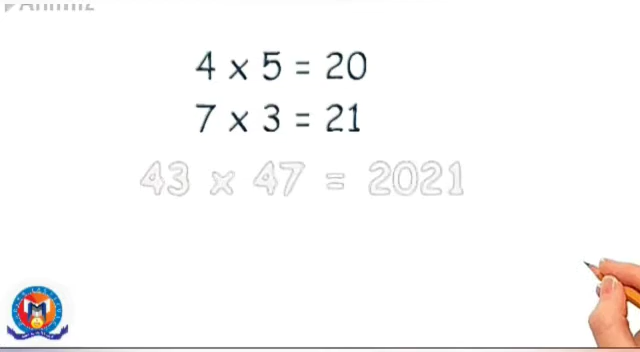 4 x 5 = 20
7 x 3 = 21
43 x 47 = 2021